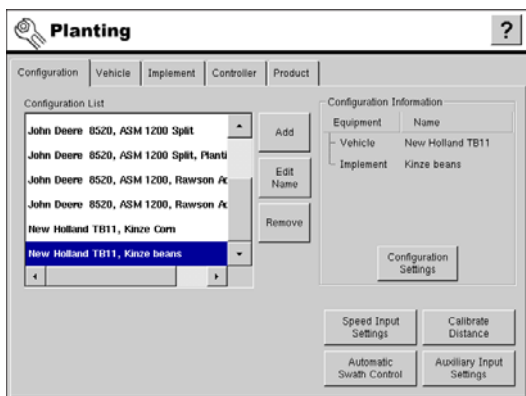 Planting
?
Configuration Vehicle Implement Controller Product
Configuration List
John Deere 8520, ASM 1200 Split
John Deere 8520, ASM 1200 Split, Planti
John Deere 8520, ASM 1200, Rawson Ac
John Deere 8520, ASM 1200, Rawson Ac
New Holland TB11, Kinze Corn
New Holland TB11, Kinze beans
Add
Edit
Name
Remove
Configuration Information
Equipment Name
Vehicle New Holland TB11
Implement Kinze beans
Configuration
Settings
Speed Input
Settings
Calibrate
Distance
Automatic
Swath Control
Auxiliary Input
Settings